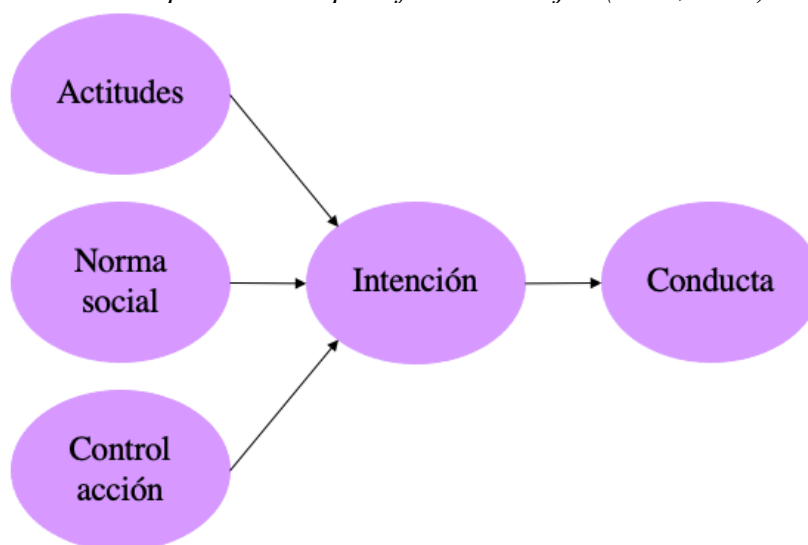 Actitudes
Norma
social
Intención
Conducta
Control
acción